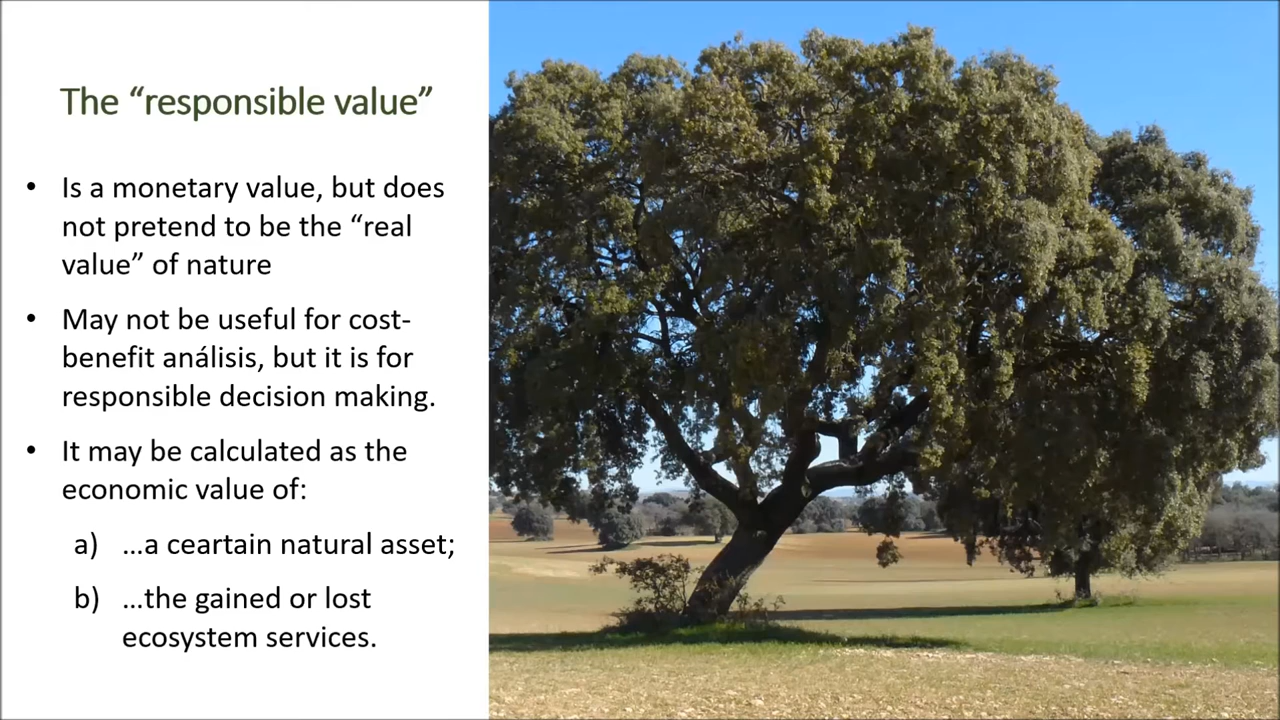 The “responsible value”
• Is a monetary value, but does
not pretend to be the “real
value” of nature
• May not be useful for cost-
benefit análisis, but it is for
responsible decision making.
• It may be calculated as the
economic value of:
a) …a ceartain natural asset;
b) …the gained or lost
ecosystem services.